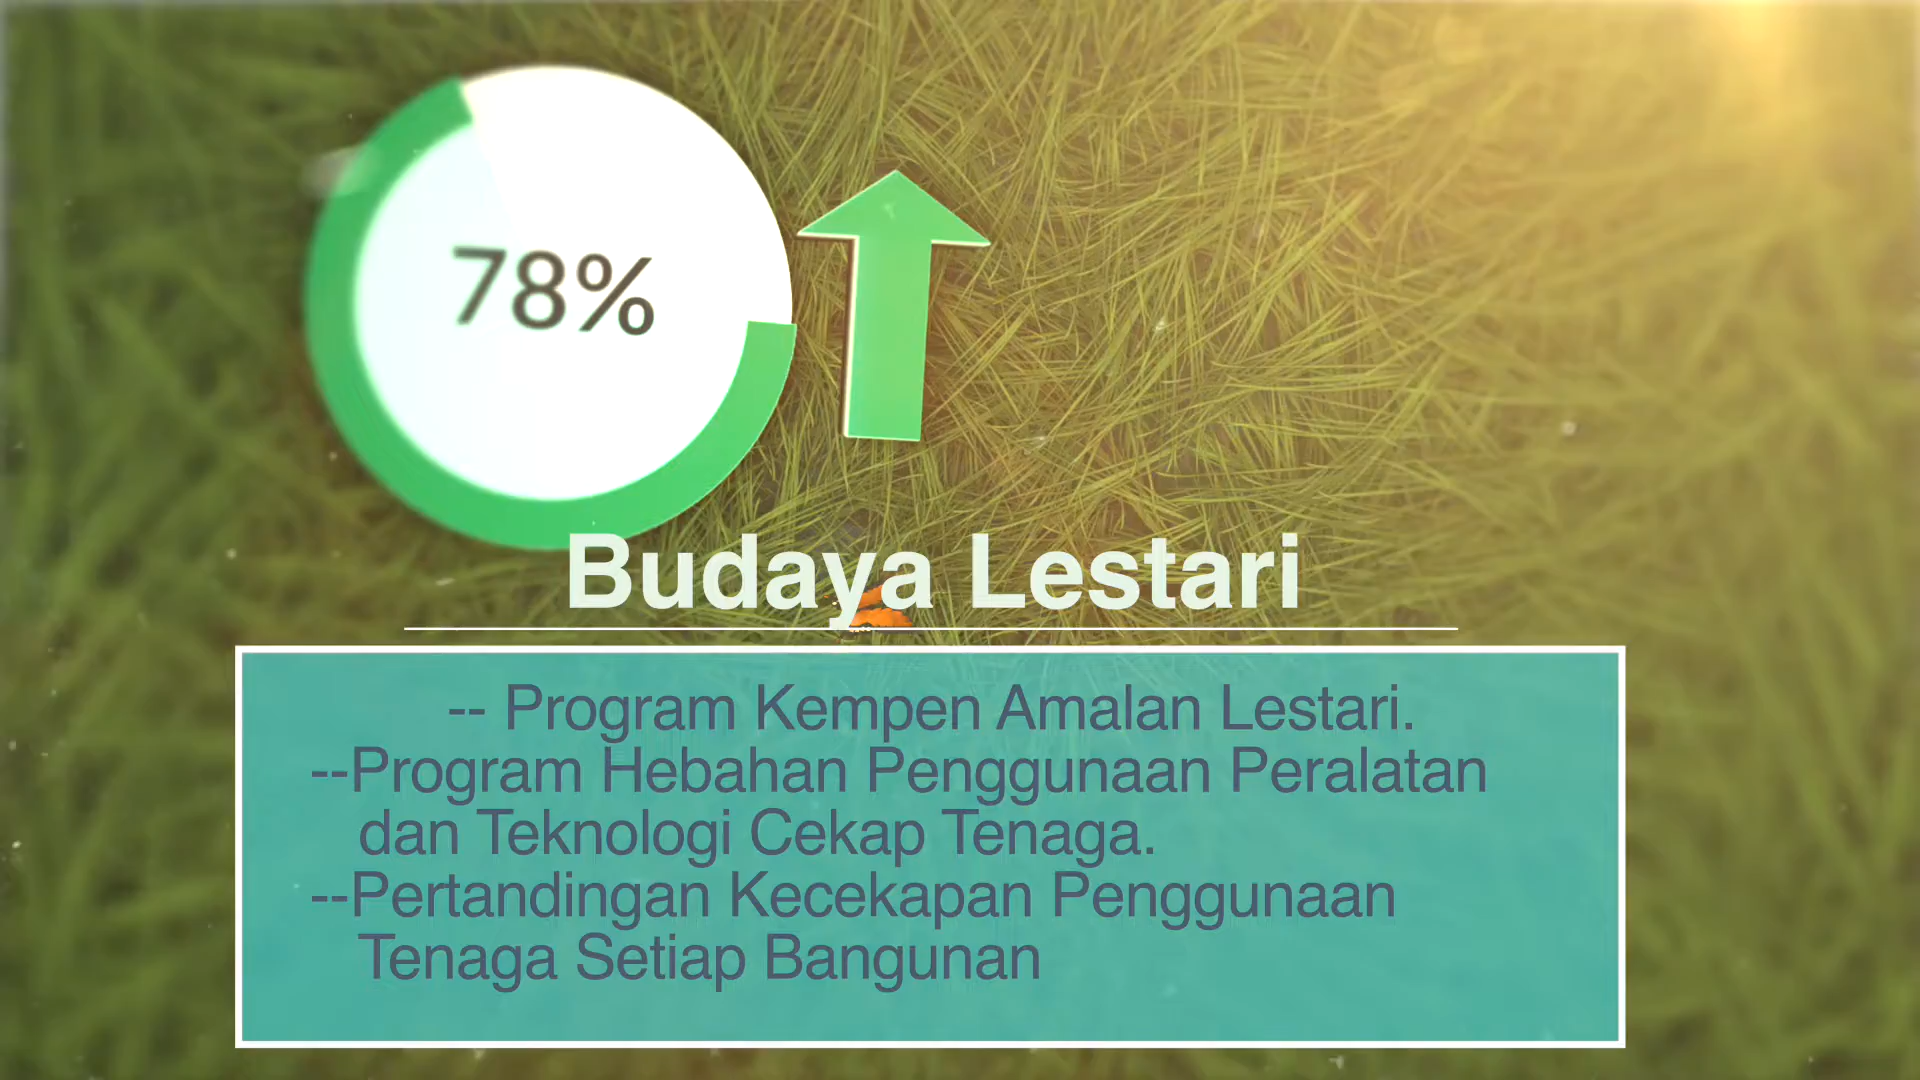 78%
Budaya Lestari
-- Program Kempen Amalan Lestari.
--Program Hebahan Penggunaan Peralatan
dan Teknologi Cekap Tenaga.
--Pertandingan Kecekapan Penggunaan
Tenaga Setiap Bangunan